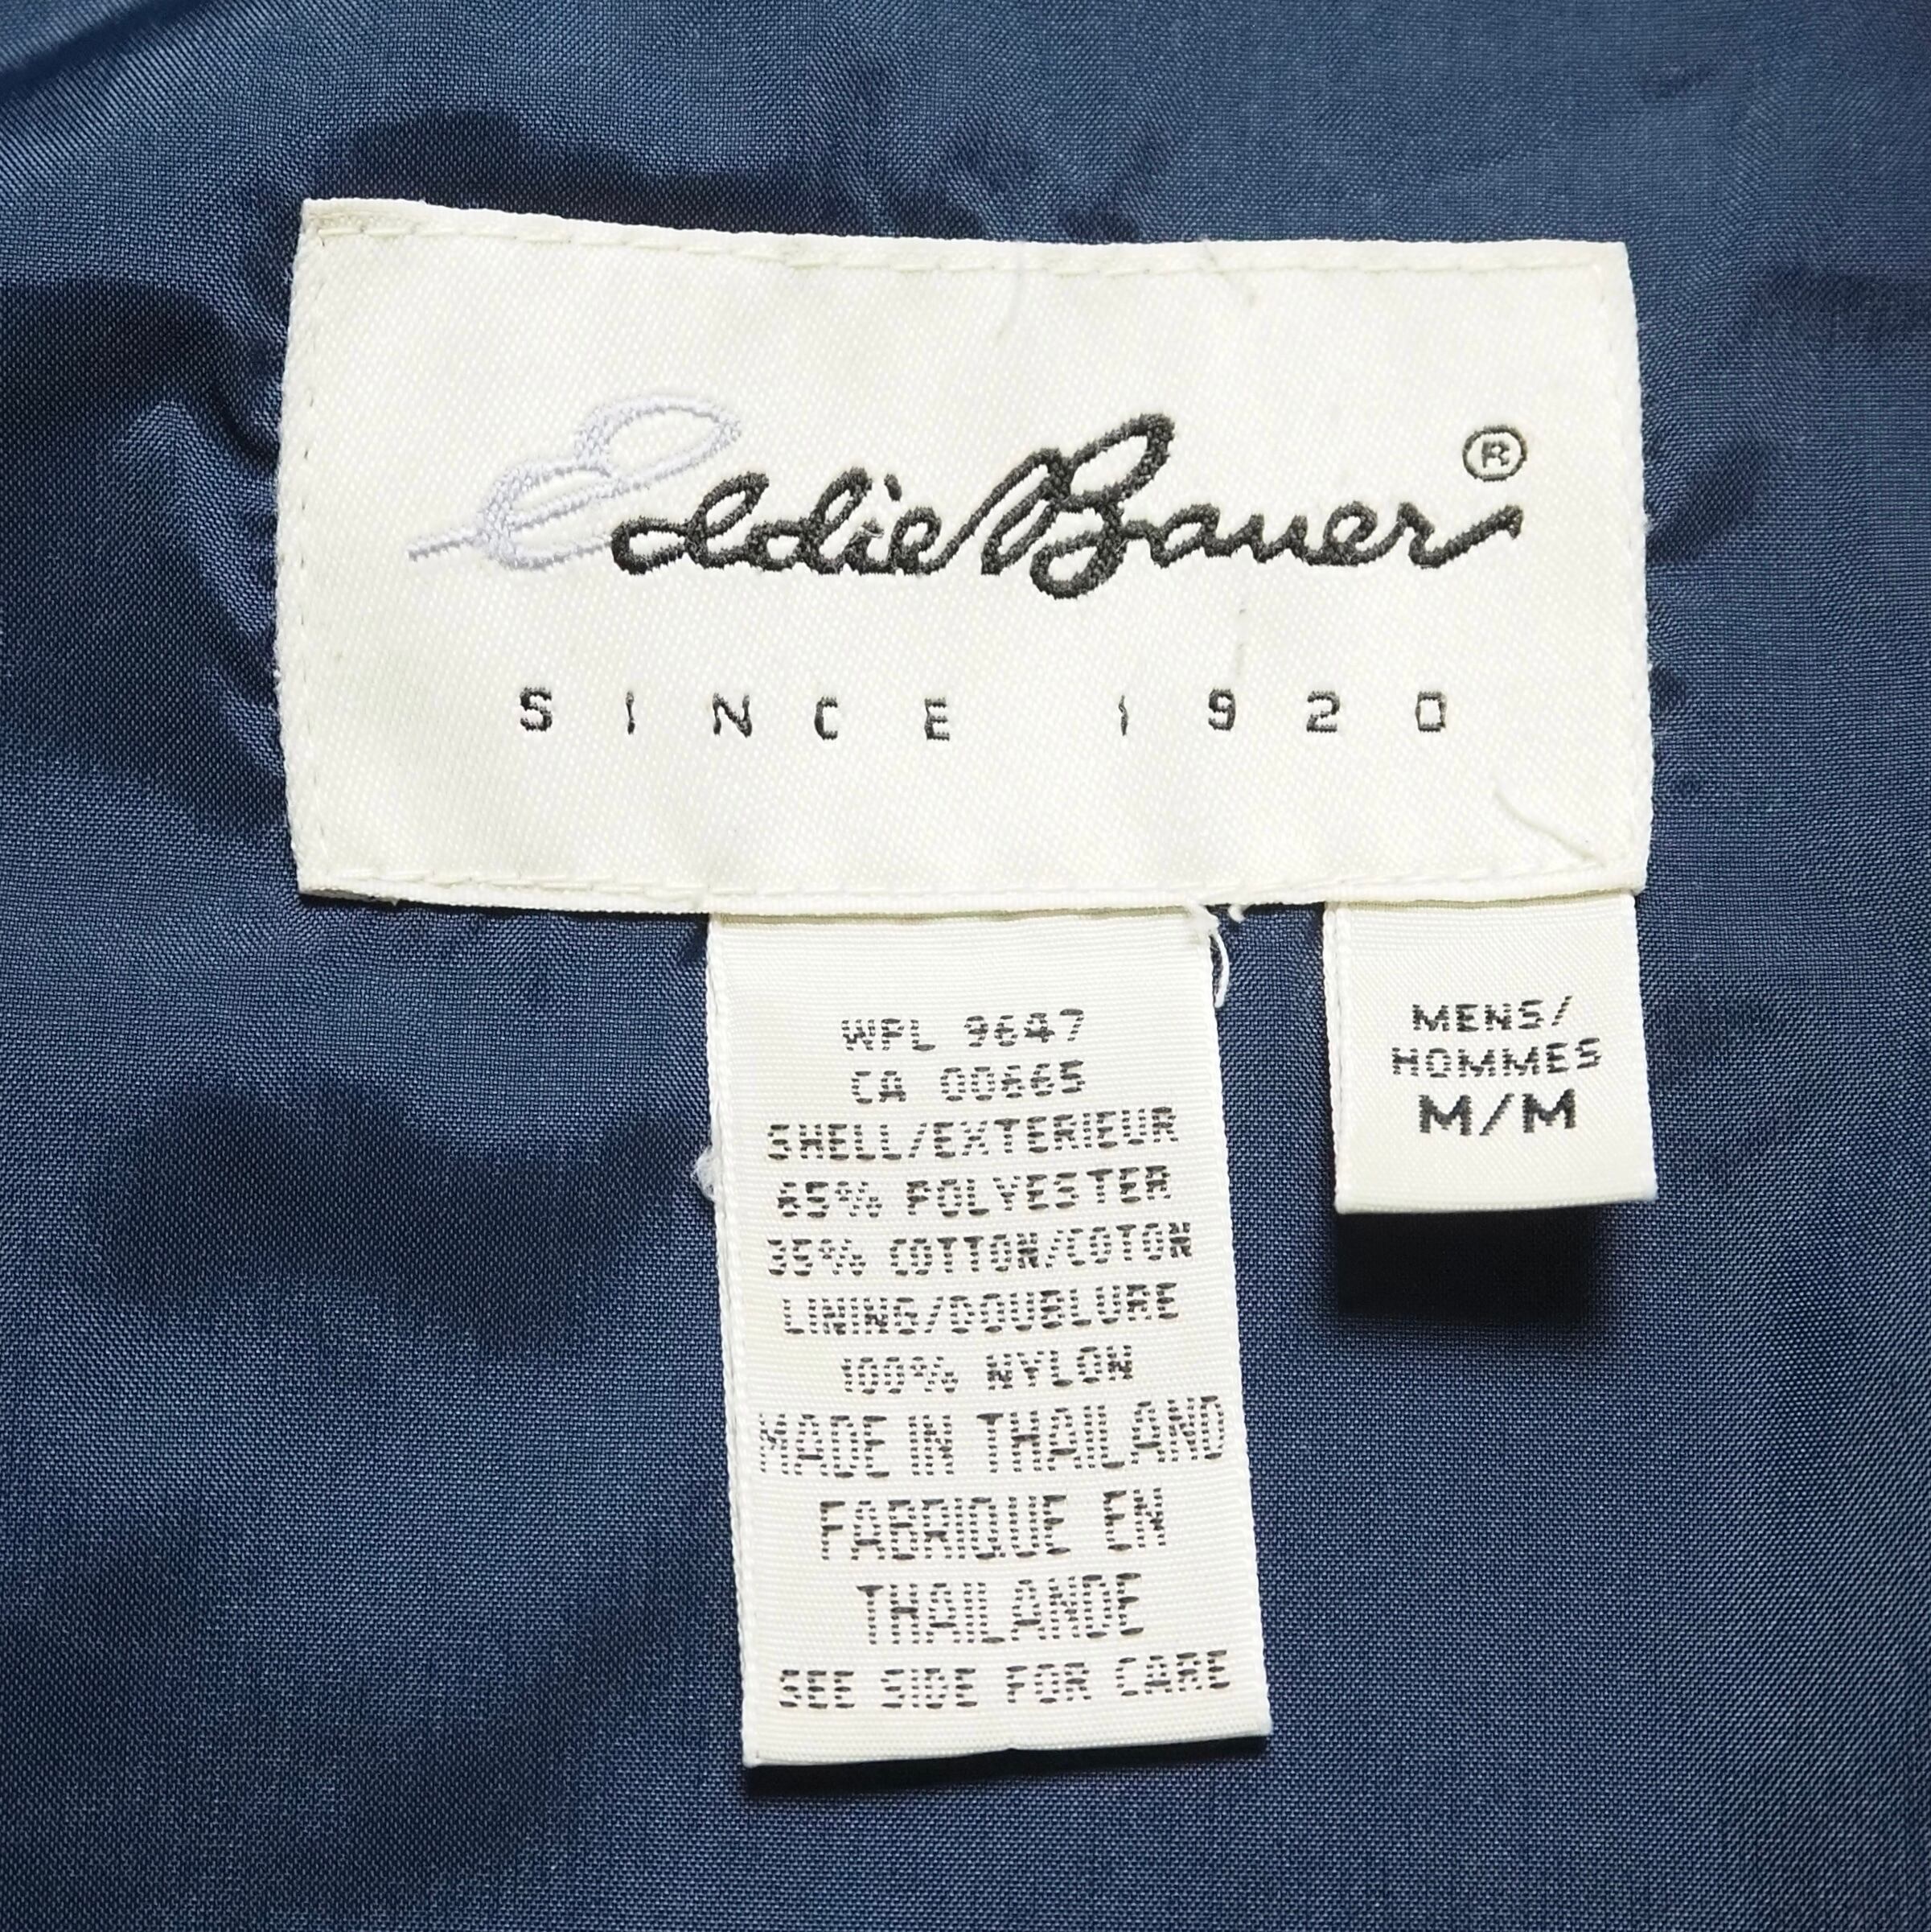 Eddie Bauer ®
SINCE 1920
WPL 9647
CA 00665
SHELL/EXTERIEUR
65% POLYESTER
35% COTTON/COTON
LINING/DOUBLURE
100% NYLON
MADE IN THAILAND
FABRIQUE EN
THAILANDE
SEE SIDE FOR CARE
MENS/
HOMMES
M/M